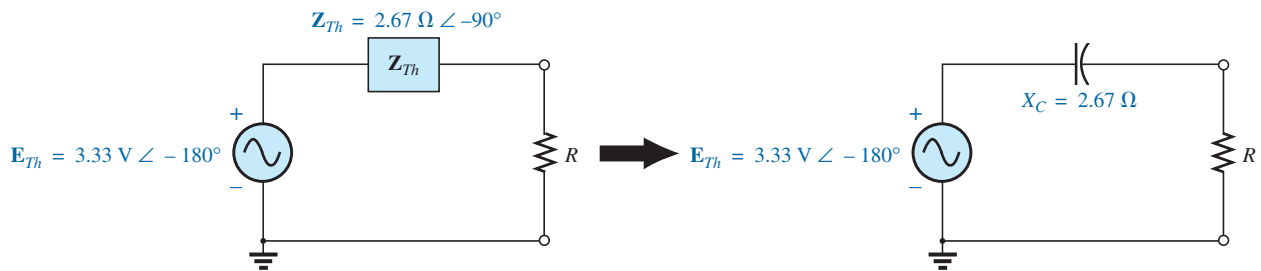 Z_Th = 2.67 Ω ∠ –90°
Z_Th
+
E_Th = 3.33 V ∠ – 180°
–
R
X_C = 2.67 Ω
+
E_Th = 3.33 V ∠ – 180°
–
R